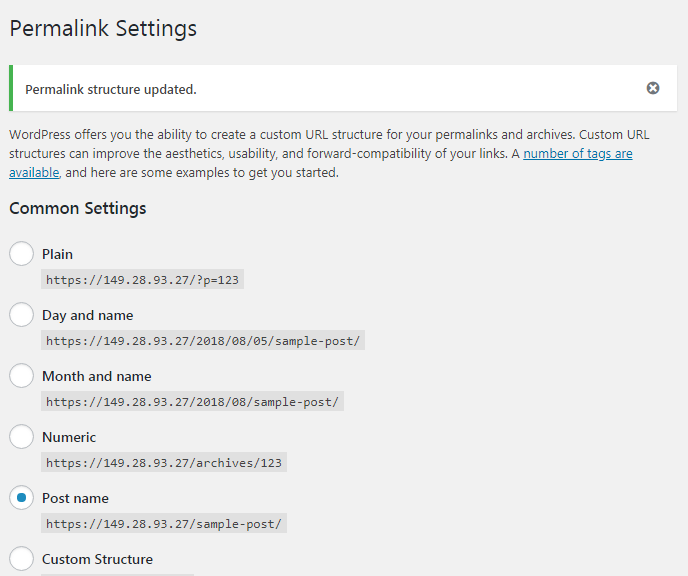 Permalink Settings
Permalink structure updated.
WordPress offers you the ability to create a custom URL structure for your permalinks and archives. Custom URL
structures can improve the aesthetics, usability, and forward-compatibility of your links. A number of tags are
available, and here are some examples to get you started.
Common Settings
Plain
https://149.28.93.27/?p=123
Day and name
https://149.28.93.27/2018/08/05/sample-post/
Month and name
https://149.28.93.27/2018/08/sample-post/
Numeric
https://149.28.93.27/archives/123
Post name
https://149.28.93.27/sample-post/
Custom Structure